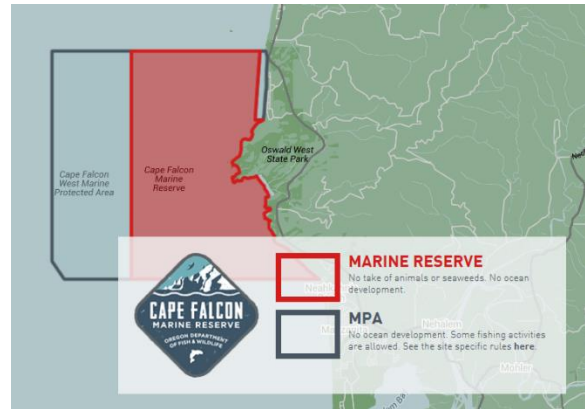 Oswald West
State Park
Cape Falcon
West Marine
Protected Area
Cape Falcon
Marine
Reserve
MARINE RESERVE
No take of animals or seaweeds. No ocean
development.
CAPE FALCON
MARINE RESERVE
OREGON DEPARTMENT
OF FISH & WILDLIFE
MPA
No ocean development. Some fishing activities
are allowed. See the site specific rules here.
Nehalem
Mohler